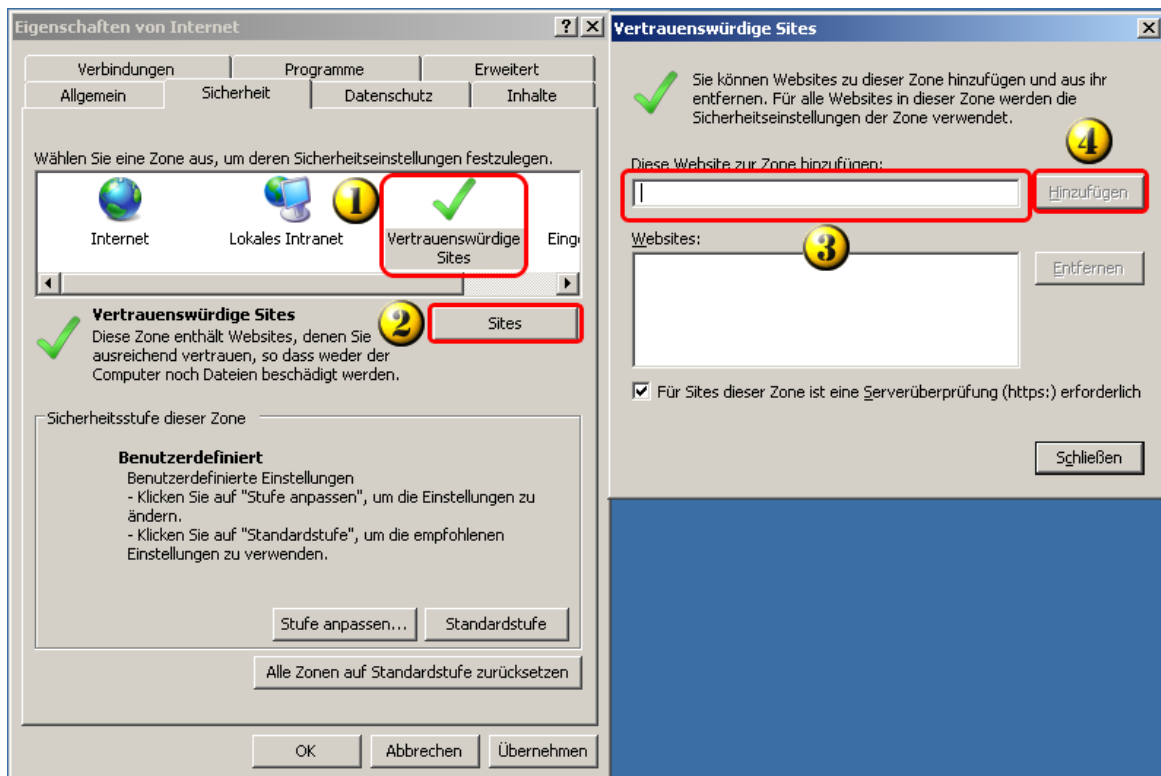 Eigenschaften von Internet
Verbindungen
Programme
Erweitert
Allgemein
Sicherheit
Datenschutz
Inhalte
Wählen Sie eine Zone aus, um deren Sicherheitseinstellungen festzulegen.
1
Internet
Lokales Intranet
Vertrauenswürdige
Sites
Vertrauenswürdige Sites
Diese Zone enthält Websites, denen Sie
ausreichend vertrauen, so dass weder der
Computer noch Dateien beschädigt werden.
2
Sites
Sicherheitsstufe dieser Zone
Benutzerdefiniert
Benutzerdefinierte Einstellungen
- Klicken Sie auf "Stufe anpassen", um die Einstellungen zu
ändern.
- Klicken Sie auf "Standardstufe", um die empfohlenen
Einstellungen zu verwenden.
Stufe anpassen...
Standardstufe
Alle Zonen auf Standardstufe zurücksetzen
OK
Abbrechen
Übernehmen
Vertrauenswürdige Sites
Sie können Websites zu dieser Zone hinzufügen und aus ihr
entfernen. Für alle Websites in dieser Zone werden die
Sicherheitseinstellungen der Zone verwendet.
4
Diese Website zur Zone hinzufügen:
Hinzufügen
Websites:
3
Entfernen
Für Sites dieser Zone ist eine Serverüberprüfung (https:) erforderlich
Schließen